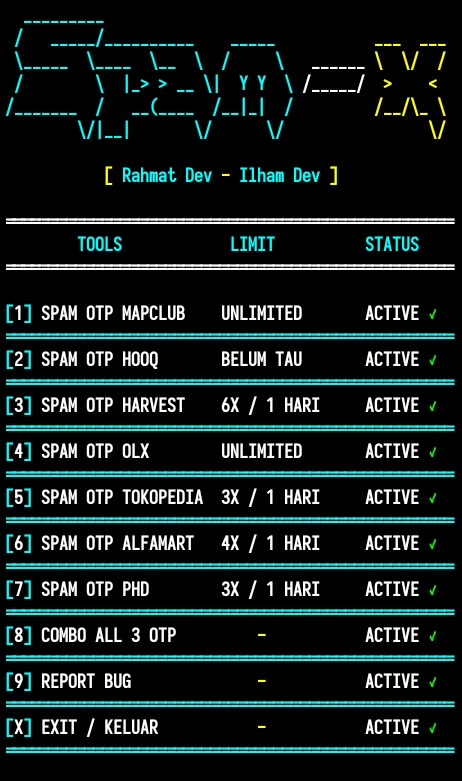 Spam-X
[ Rahmat Dev - Ilham Dev ]
TOOLS LIMIT STATUS
[1] SPAM OTP MAPCLUB UNLIMITED ACTIVE ✓
[2] SPAM OTP HOOQ BELUM TAU ACTIVE ✓
[3] SPAM OTP HARVEST 6X / 1 HARI ACTIVE ✓
[4] SPAM OTP OLX UNLIMITED ACTIVE ✓
[5] SPAM OTP TOKOPEDIA 3X / 1 HARI ACTIVE ✓
[6] SPAM OTP ALFAMART 4X / 1 HARI ACTIVE ✓
[7] SPAM OTP PHD 3X / 1 HARI ACTIVE ✓
[8] COMBO ALL 3 OTP - ACTIVE ✓
[9] REPORT BUG - ACTIVE ✓
[X] EXIT / KELUAR - ACTIVE ✓